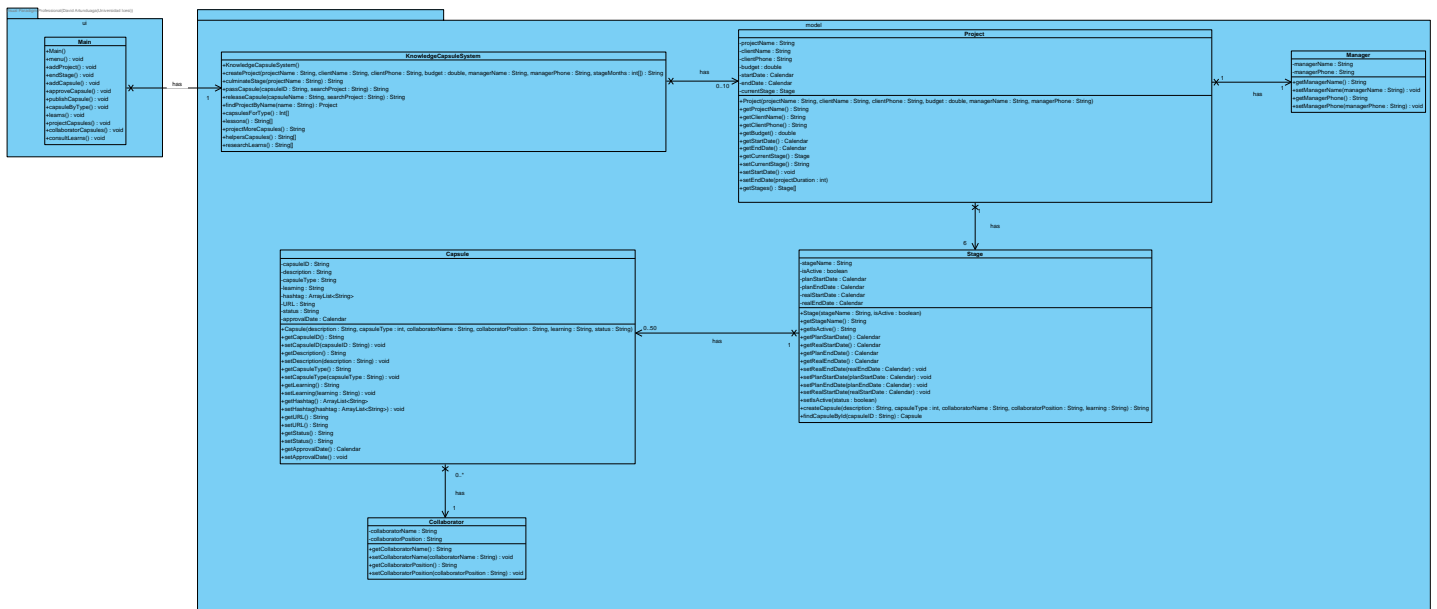 ui
Main
+Main()
+menu() : void
+addProject() : void
+endStage() : void
+addCapsule() : void
+approvalCapsule() : void
+publishCapsule() : void
+capsuleByType() : void
+learns() : void
+projectCapsules() : void
+collaboratorCapsules() : void
+consultLearns() : void
has
1
model
KnowledgeCapsuleSystem
+KnowledgeCapsuleSystem()
+createProject(projectName : String, clientName : String, clientPhone : String, budget : double, managerName : String, managerPhone : String, stageMonths : int[]) : String
+culminateStage(projectName : String) : String
+passCapsule(capsuleID : String, searchProject : String) : String
+releaseCapsule(capsuleName : String, searchProject : String) : String
+findProjectByName(name : String) : Project
+capsulesForType() : Int[]
+lessons() : String[]
+projectMoreCapsules() : String
+helpersCapsules() : String[]
+researchLearns() : String[]
has
0..10
Project
-projectName : String
-clientName : String
-clientPhone : String
-budget : double
-startDate : Calendar
-endDate : Calendar
-currentStage : Stage
+Project(projectName : String, clientName : String, clientPhone : String, budget : double, managerName : String, managerPhone : String)
+getProjectName() : String
+getClientName() : String
+getClientPhone() : String
+getBudget() : double
+getStartDate() : Calendar
+getEndDate() : Calendar
+getCurrentStage() : Stage
+setCurrentStage() : String
+setStartDate() : void
+setEndDate(projectDuration : int)
+getStages() : Stage[]
1
has
1
Manager
-managerName : String
-managerPhone : String
+getManagerName() : String
+setManagerName(managerName : String) : void
+getManagerPhone() : String
+setManagerPhone(managerPhone : String) : void
1
has
6
Capsule
-capsuleID : String
-description : String
-capsuleType : String
-learning : String
-hashtag : ArrayList<String>
-URL : String
-status : String
-approvalDate : Calendar
+Capsule(description : String, capsuleType : int, collaboratorName : String, collaboratorPosition : String, learning : String, status : String)
+getCapsuleID() : String
+setCapsuleID(capsuleID : String) : void
+getDescription() : String
+setDescription(description : String) : void
+getCapsuleType() : String
+setCapsuleType(capsuleType : String) : void
+getLearning() : String
+setLearning(learning : String) : void
+getHashtag() : ArrayList<String>
+setHashtag(hashtag : ArrayList<String>) : void
+getURL() : String
+setURL() : String
+getStatus() : String
+setStatus() : String
+getApprovalDate() : Calendar
+setApprovalDate() : void
0..50
has
1
Stage
-stageName : String
-isActive : boolean
-planStartDate : Calendar
-planEndDate : Calendar
-realStartDate : Calendar
-realEndDate : Calendar
+Stage(stageName : String, isActive : boolean)
+getStageName() : String
+getIsActive() : String
+getPlanStartDate() : Calendar
+getRealStartDate() : Calendar
+getPlanEndDate() : Calendar
+getRealEndDate() : Calendar
+setRealEndDate(realEndDate : Calendar) : void
+setPlanStartDate(planStartDate : Calendar) : void
+setPlanEndDate(planEndDate : Calendar) : void
+setRealStartDate(realStartDate : Calendar) : void
+setIsActive(status : boolean)
+createCapsule(description : String, capsuleType : int, collaboratorName : String, collaboratorPosition : String, learning : String) : String
+findCapsuleById(capsuleID : String) : Capsule
0..*
has
1
Collaborator
-collaboratorName : String
-collaboratorPosition : String
+getCollaboratorName() : String
+setCollaboratorName(collaboratorName : String) : void
+getCollaboratorPosition() : String
+setCollaboratorPosition(collaboratorPosition : String) : void